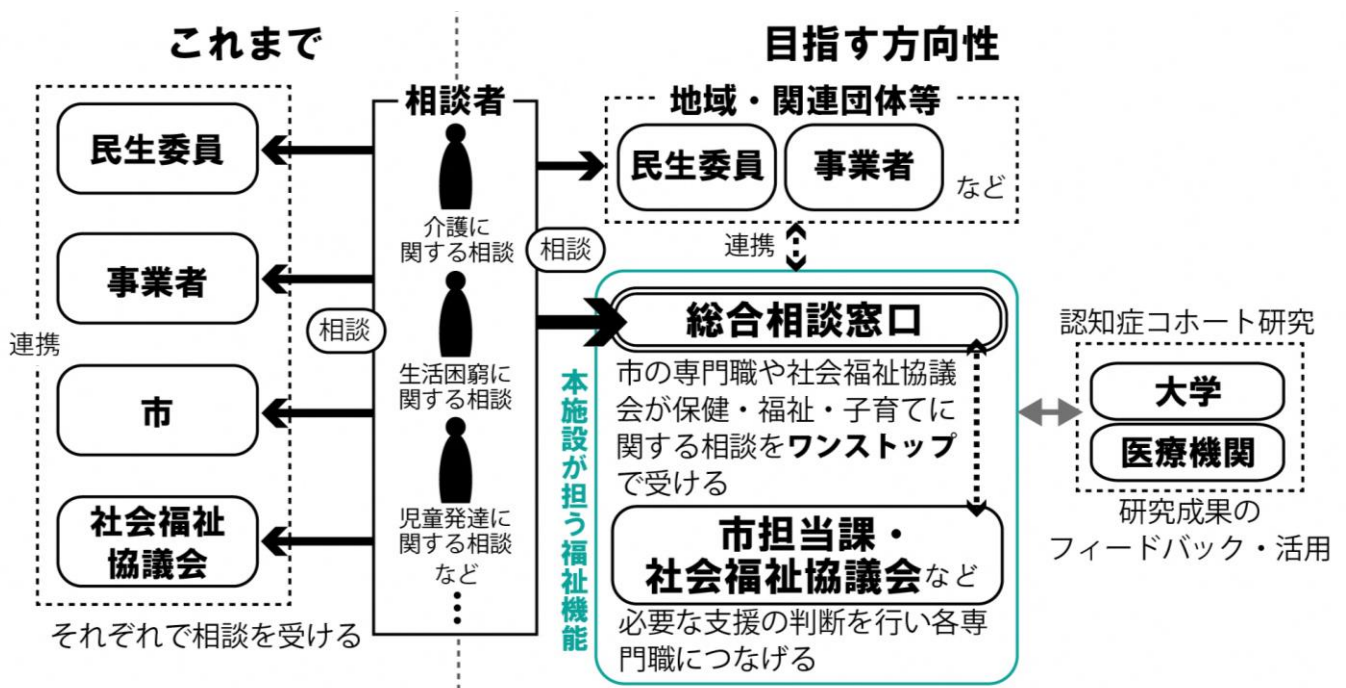 これまで
民生委員
事業者
連携
市
社会福祉
協議会
それぞれで相談を受ける
相談
相談者
介護に
関する相談
生活困窮に
関する相談
児童発達に
関する相談
など
相談
目指す方向性
地域・関連団体等
民生委員
事業者
など
連携
本施設が担う福祉機能
総合相談窓口
市の専門職や社会福祉協議
会が保健・福祉・子育てに
関する相談をワンストップ
で受ける
市担当課・
社会福祉協議会など
必要な支援の判断を行い各専
門職につなげる
認知症コホート研究
大学
医療機関
研究成果の
フィードバック・活用